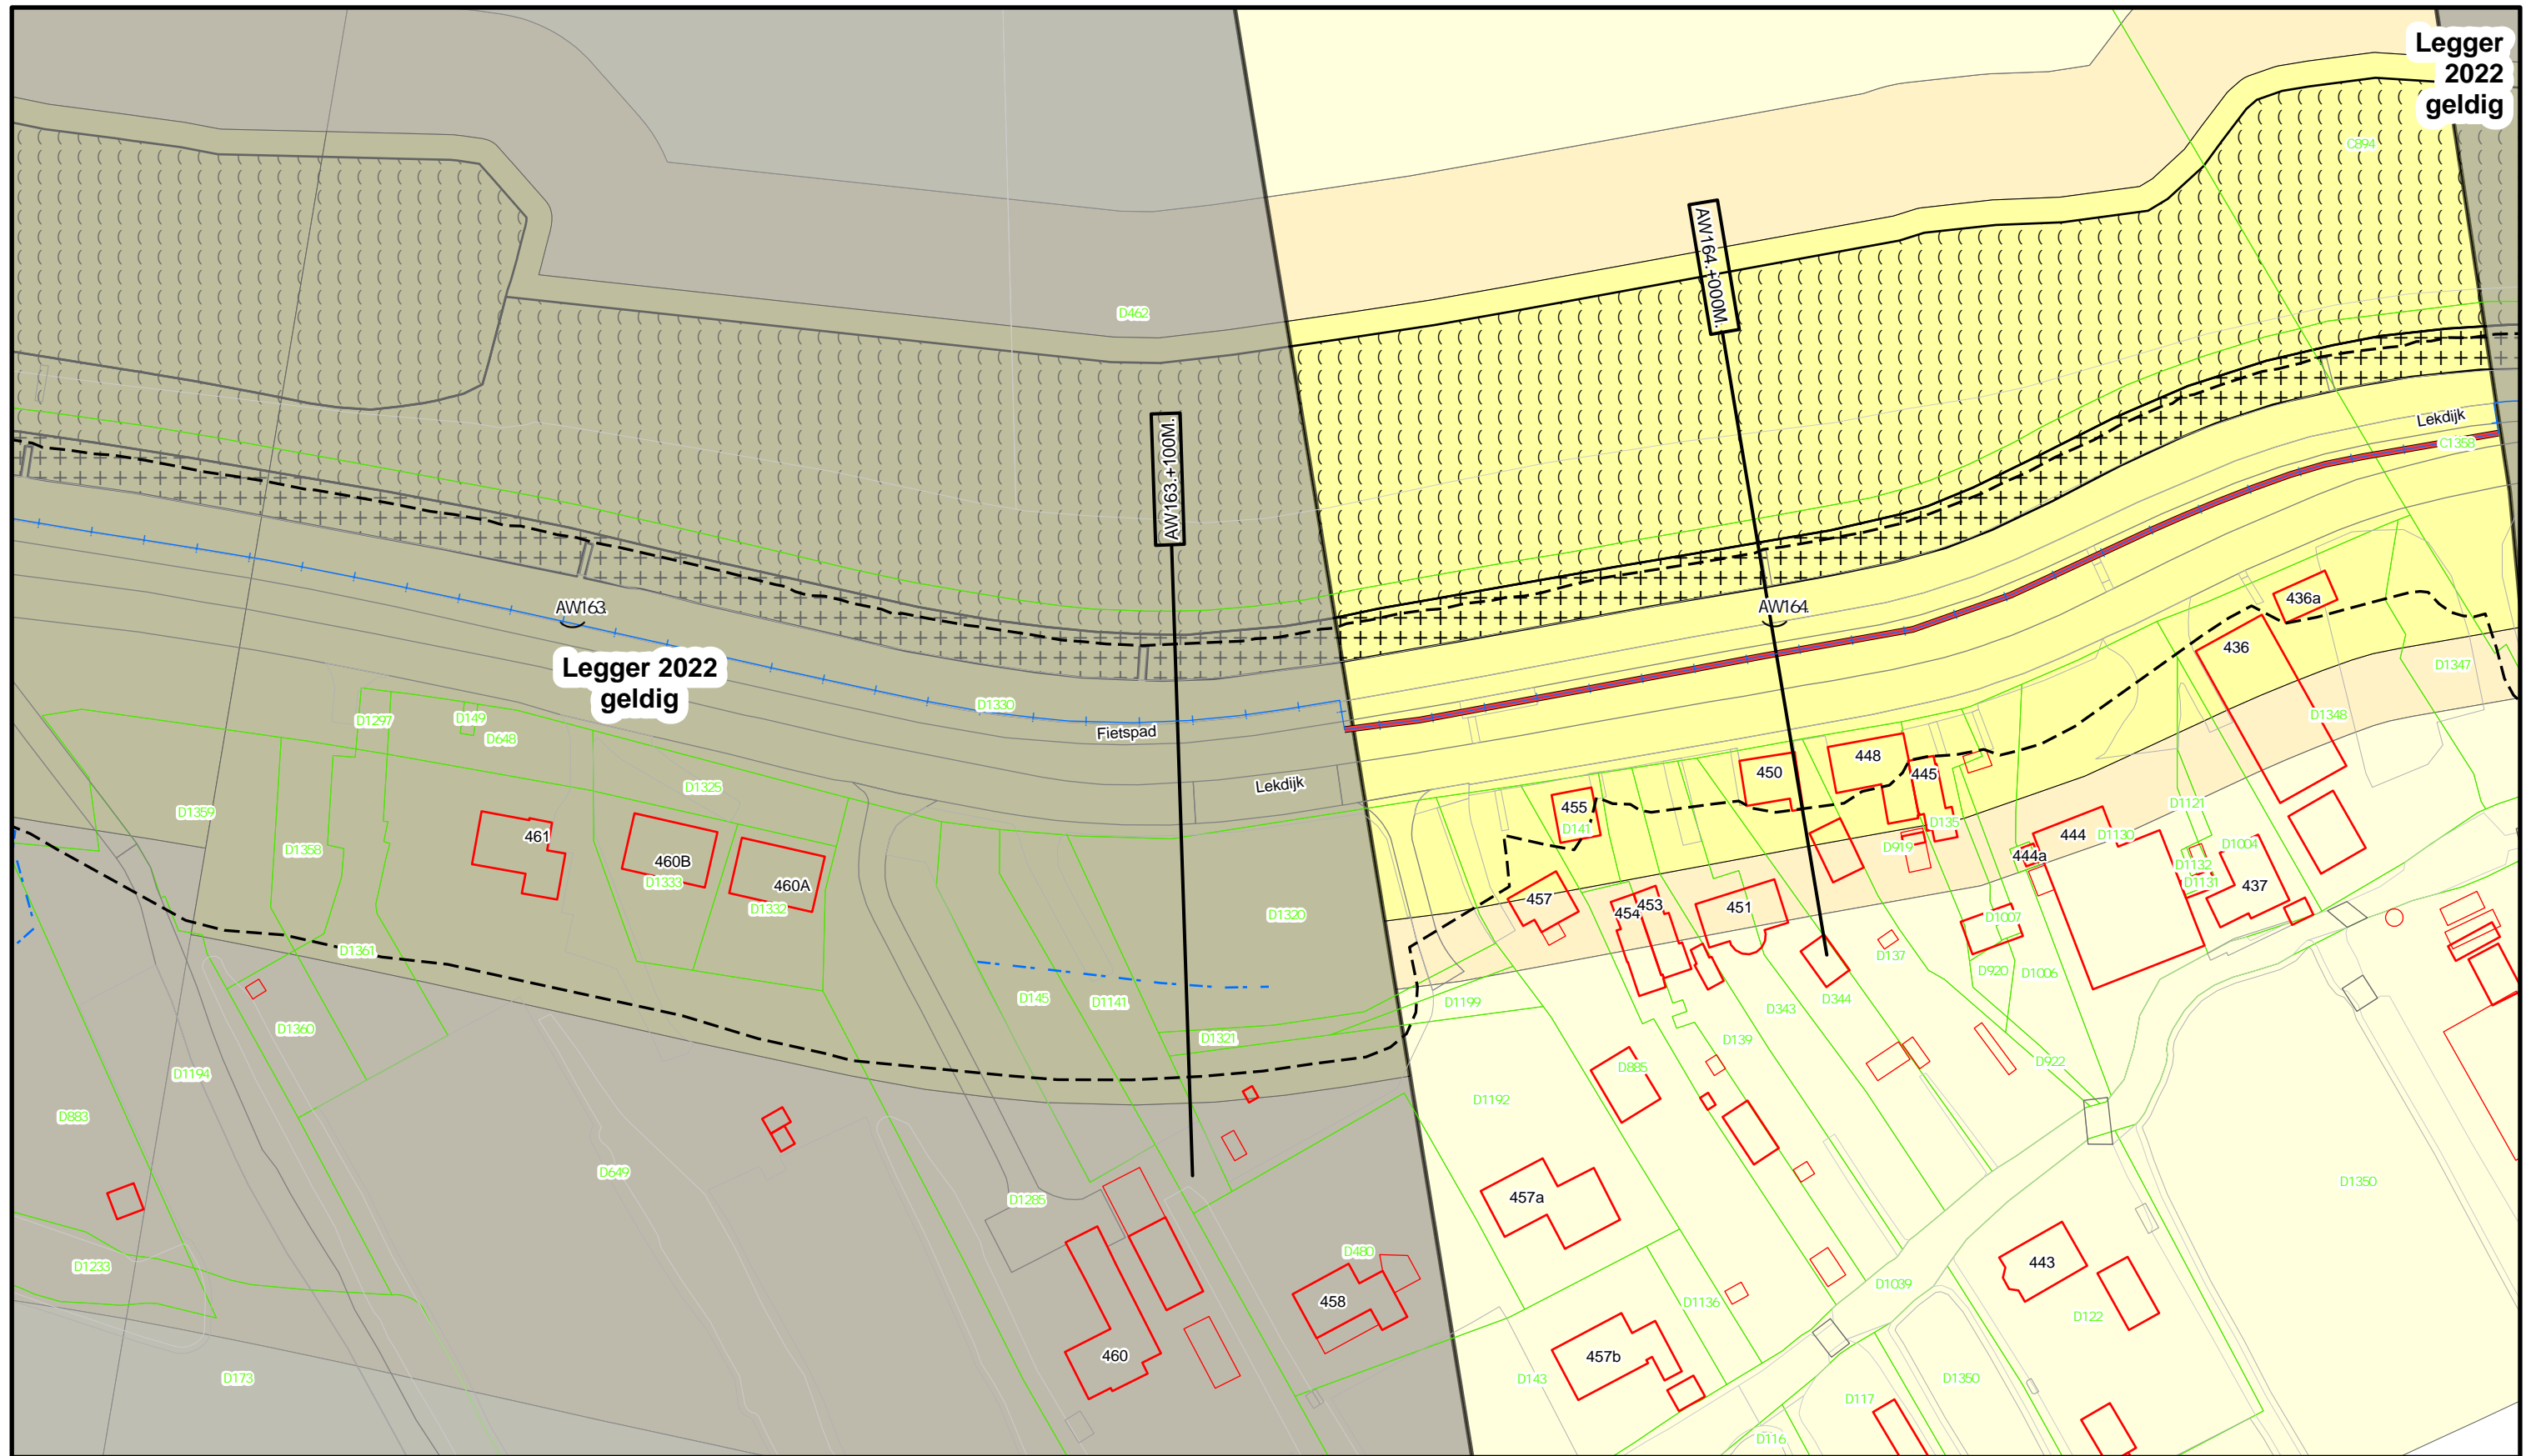 Legger
2022
geldig
C894
AW164.+000M.
D462
Lekdijk
C1358
AW163.+100M.
AW163.
AW164.
436a
436
D1347
Legger 2022
geldig
D1297
D149
D648
D1330
Fietspad
D1348
448
450
445
Lekdijk
D1325
D1359
461
D1358
460B
D1333
460A
D1332
455
D141
D135
D919
444
D1130
D1121
D1004
444a
D1132
D1131
437
457
454
453
451
D1320
D1007
D1361
D137
D920
D1006
D145
D1141
D1199
D344
D343
D1360
D1321
D139
D922
D1194
D885
D883
D1192
D649
D1285
457a
D1350
D480
D1233
443
D1039
458
D1136
D122
460
457b
D173
D143
D117
D1350
D116